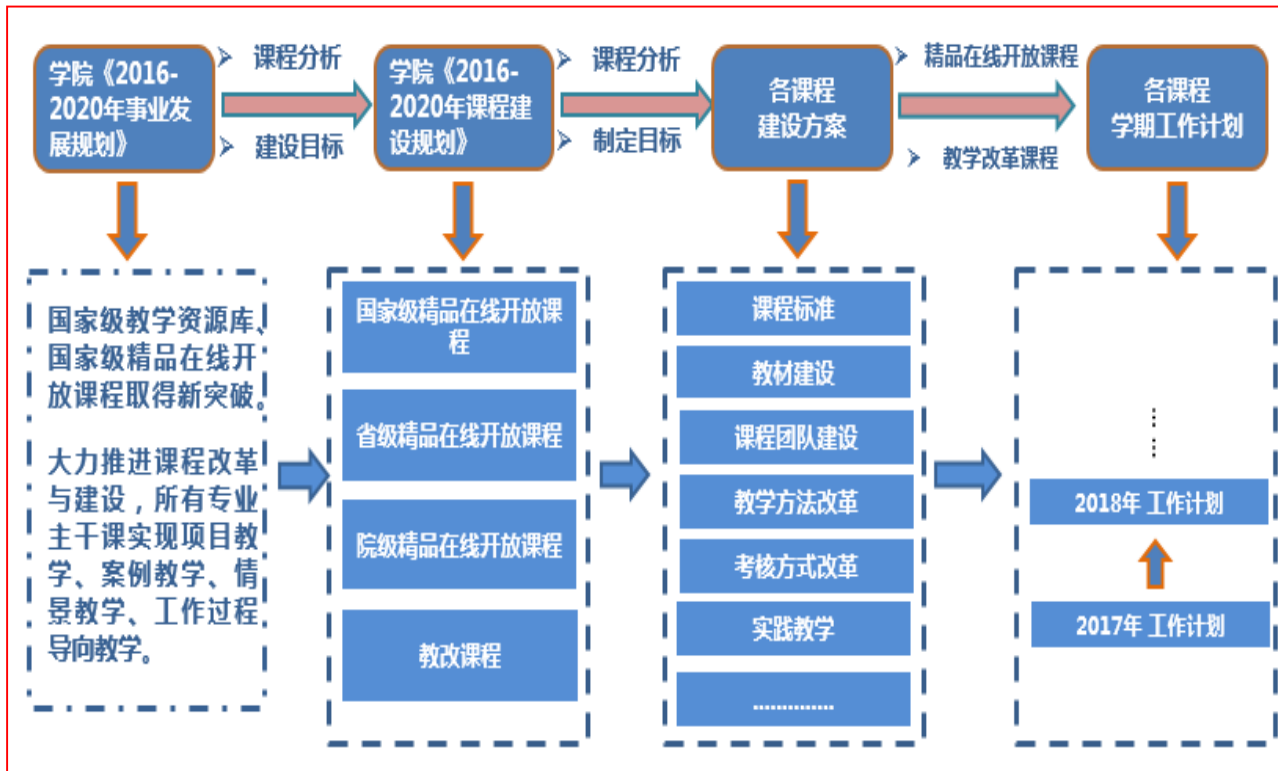 学院《2016-
2020年事业发
展规划》
课程分析
建设目标
学院《2016-
2020年课程建
设规划》
课程分析
制定目标
各课程
建设方案
精品在线开放课程
教学改革课程
各课程
学期工作计划
国家级教学资源库、
国家级精品在线开
放课程取得新突破。
大力推进课程改革
与建设，所有专业
主干课实现项目教
学、案例教学、情
景教学、工作过程
导向教学。
国家级精品在线开放课
程
省级精品在线开放课程
院级精品在线开放课程
教改课程
课程标准
教材建设
课程团队建设
教学方法改革
考核方式改革
实践教学
..............
……
2018年 工作计划
2017年 工作计划